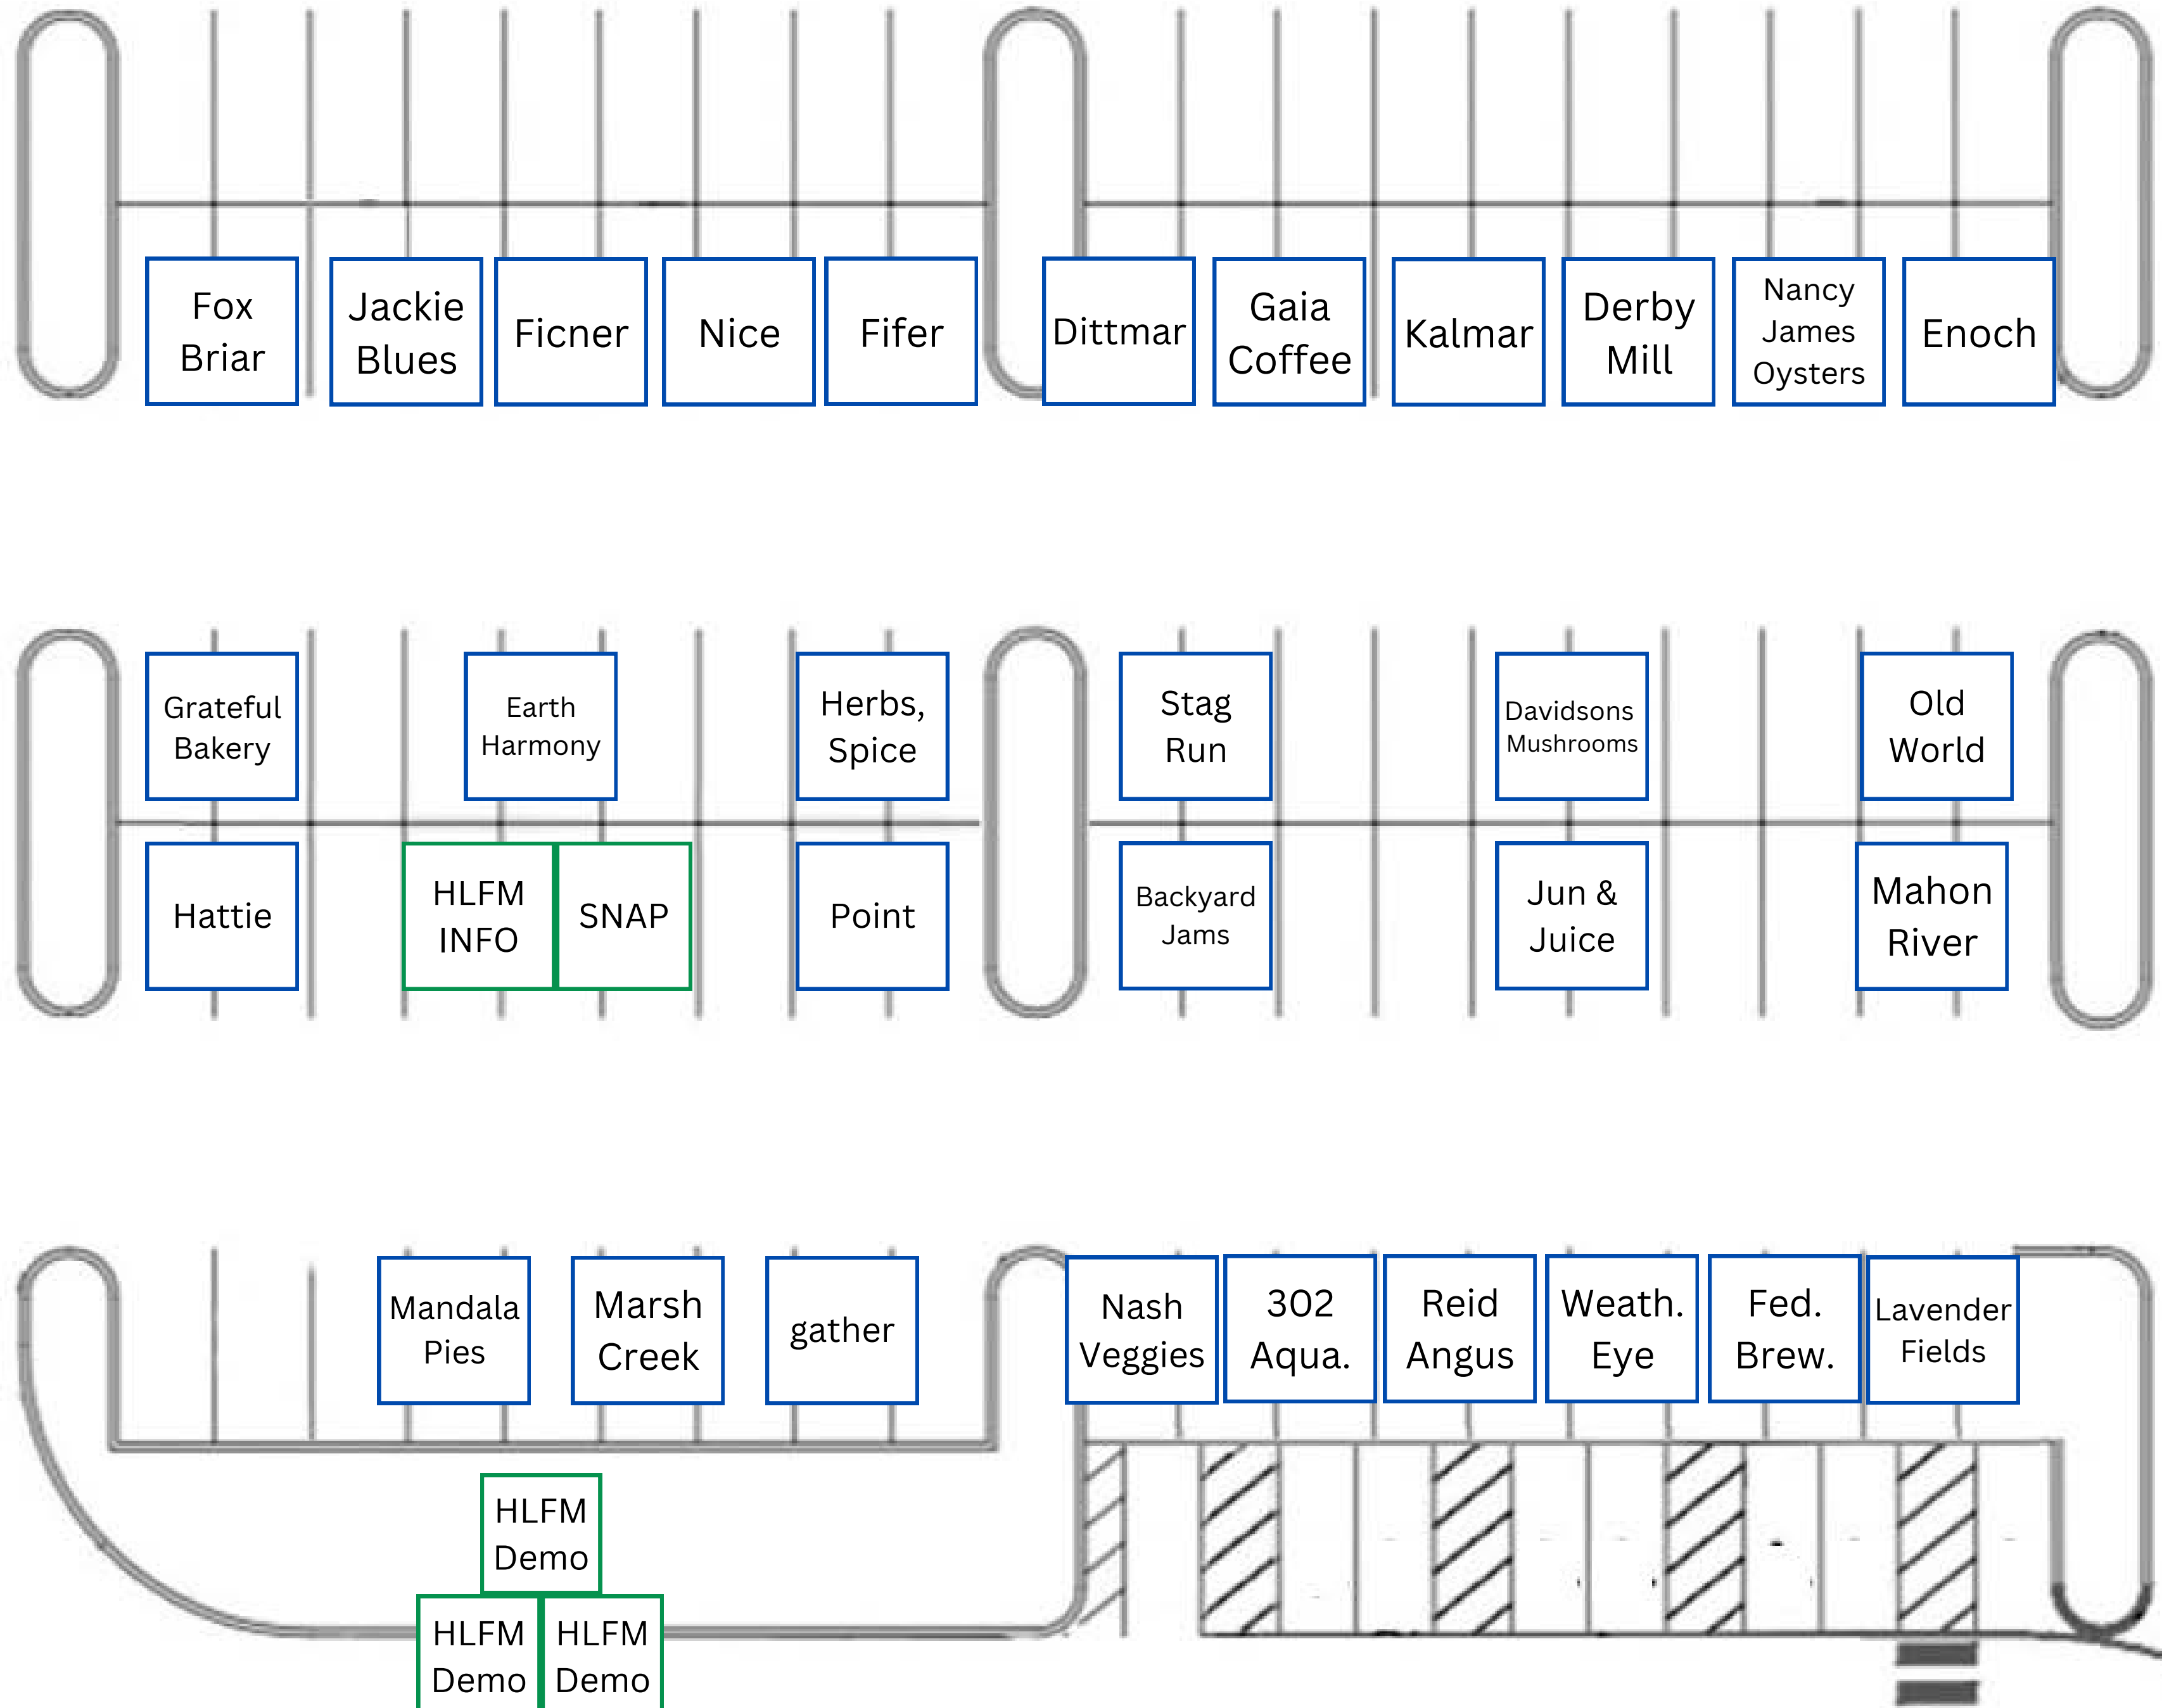 Fox
Briar
Jackie
Blues
Ficner
Nice
Fifer
Dittmar
Gaia
Coffee
Kalmar
Derby
Mill
Nancy
James
Oysters
Enoch
Grateful
Bakery
Earth
Harmony
Herbs,
Spice
Stag
Run
Davidsons
Mushrooms
Old
World
Hattie
HLFM
INFO
SNAP
Point
Backyard
Jams
Jun &
Juice
Mahon
River
Mandala
Pies
Marsh
Creek
gather
Nash
Veggies
302
Aqua.
Reid
Angus
Weath.
Eye
Fed.
Brew.
Lavender
Fields
HLFM
Demo
HLFM
Demo
HLFM
Demo